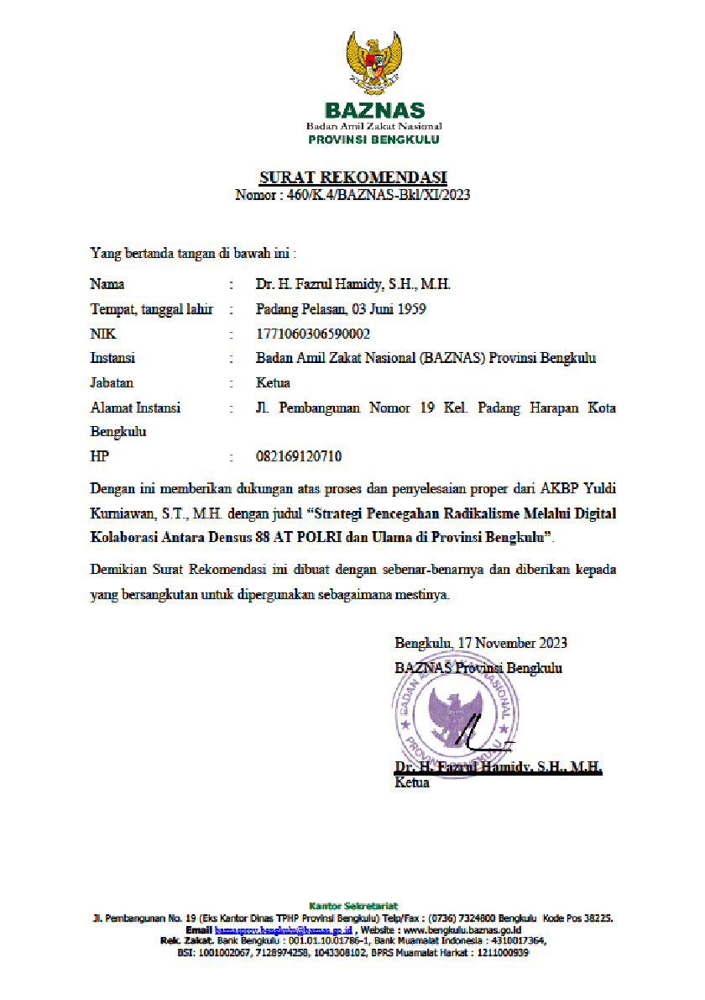 BAZNAS
Badan Amil Zakat Nasional
PROVINSI BENGKULU
SURAT REKOMENDASI
Nomor : 460/K.4/BAZNAS-Bkl/XI/2023
Yang bertanda tangan di bawah ini :
Nama : Dr. H. Fazrul Hamidy, S.H., M.H.
Tempat, tanggal lahir : Padang Pelasan, 03 Juni 1959
NIK : 1771060306590002
Instansi : Badan Amil Zakat Nasional (BAZNAS) Provinsi Bengkulu
Jabatan : Ketua
Alamat Instansi : Jl. Pembangunan Nomor 19 Kel. Padang Harapan Kota
Bengkulu
HP : 082169120710
Dengan ini memberikan dukungan atas proses dan penyelesaian proper dari AKBP Yuldi
Kurniawan, S.T., M.H. dengan judul “Strategi Pencegahan Radikalisme Melalui Digital
Kolaborasi Antara Densus 88 AT POLRI dan Ulama di Provinsi Bengkulu”.
Demikian Surat Rekomendasi ini dibuat dengan sebenar-benarnya dan diberikan kepada
yang bersangkutan untuk dipergunakan sebagaimana mestinya.
Bengkulu, 17 November 2023
BAZNAS Provinsi Bengkulu
BADAN AMIL ZAKAT NASIONAL
PROVINSI BENGKULU
Dr. H. Fazrul Hamidy, S.H., M.H.
Ketua
Kantor Sekretariat
Jl. Pembangunan No. 19 (Eks Kantor Dinas TPHP Provinsi Bengkulu) Telp/Fax : (0736) 7324800 Bengkulu Kode Pos 38225.
Email baznasprov.bengkulu@baznas.go.id , Website : www.bengkulu.baznas.go.id
Rek. Zakat. Bank Bengkulu : 001.01.10.01786-1, Bank Muamalat Indonesia : 4310017364,
BSI: 1001002067, 7128974258, 1043308102, BPRS Muamalat Harkat : 1211000939